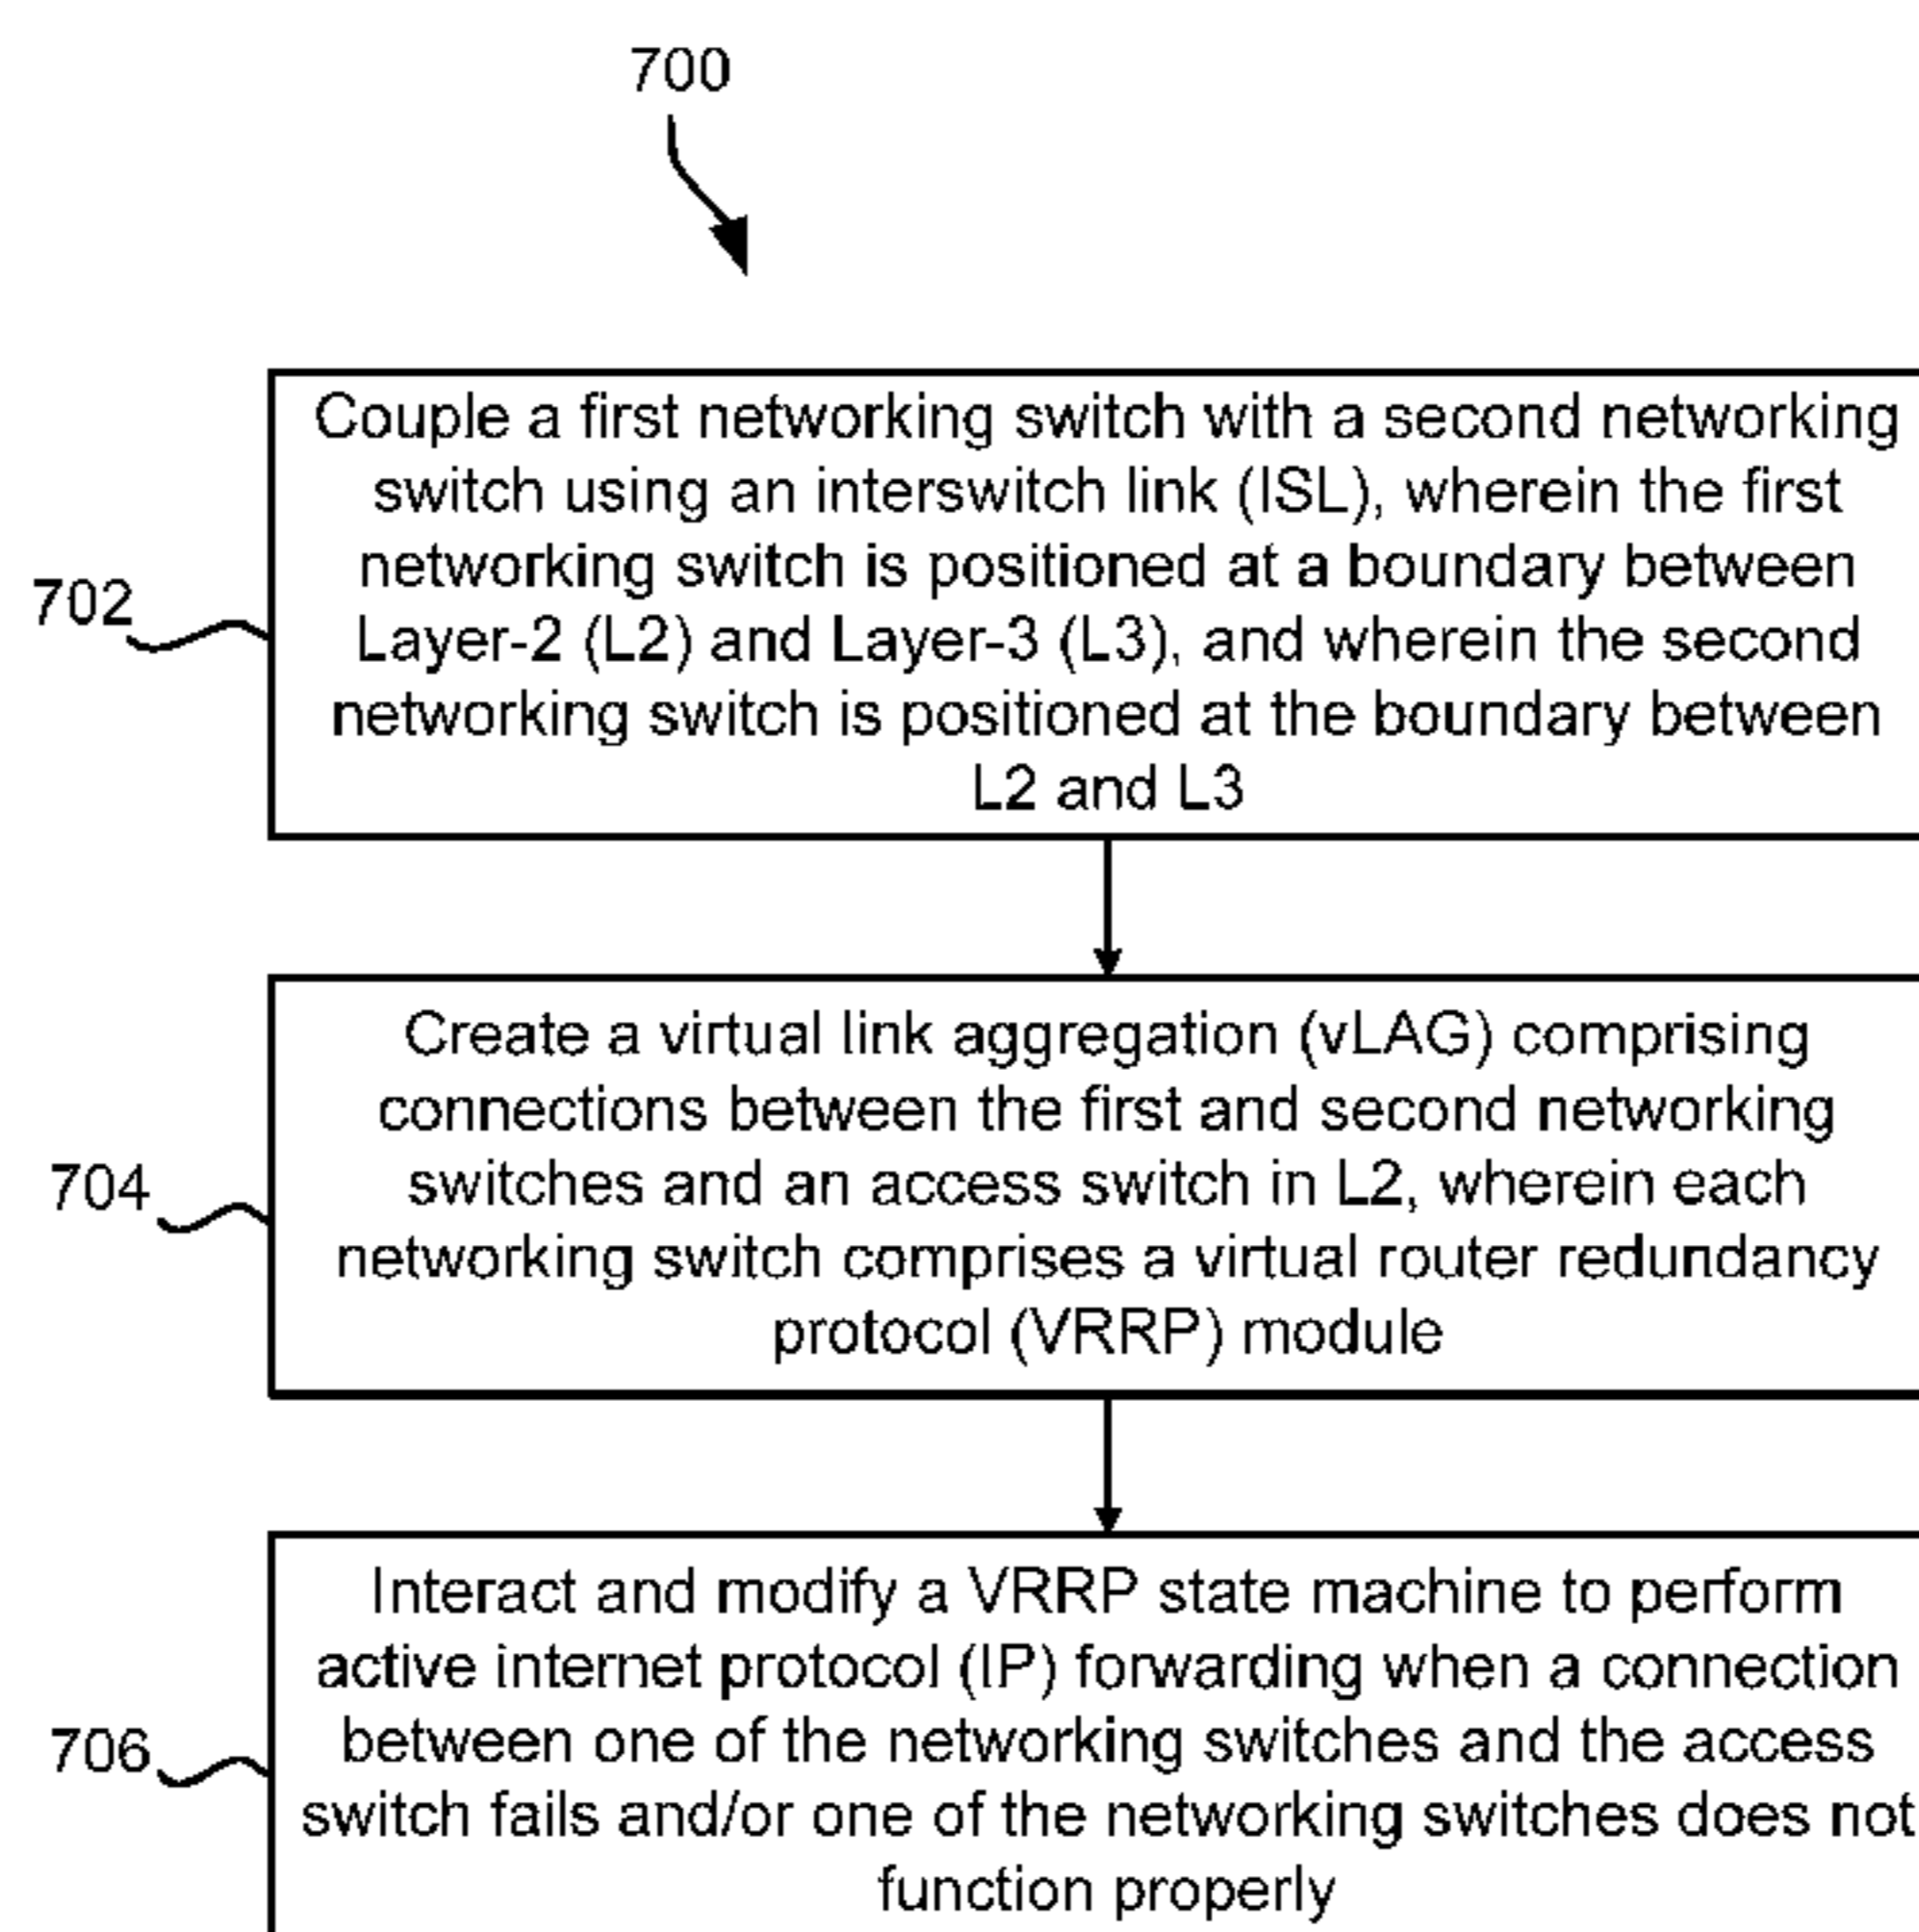 700
702
Couple a first networking switch with a second networking
switch using an interswitch link (ISL), wherein the first
networking switch is positioned at a boundary between
Layer-2 (L2) and Layer-3 (L3), and wherein the second
networking switch is positioned at the boundary between
L2 and L3
704
Create a virtual link aggregation (vLAG) comprising
connections between the first and second networking
switches and an access switch in L2, wherein each
networking switch comprises a virtual router redundancy
protocol (VRRP) module
706
Interact and modify a VRRP state machine to perform
active internet protocol (IP) forwarding when a connection
between one of the networking switches and the access
switch fails and/or one of the networking switches does not
function properly